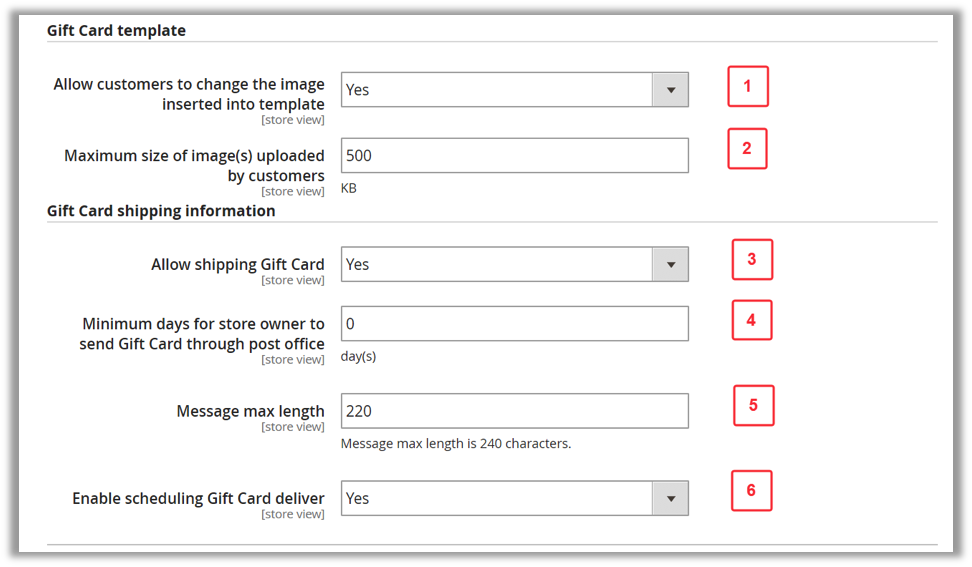 Gift Card template
Allow customers to change the image
inserted into template
[store view]
Yes
1
Maximum size of image(s) uploaded
by customers
[store view]
500
KB
2
Gift Card shipping information
Allow shipping Gift Card
[store view]
Yes
3
Minimum days for store owner to
send Gift Card through post office
[store view]
0
day(s)
4
Message max length
[store view]
220
Message max length is 240 characters.
5
Enable scheduling Gift Card deliver
[store view]
Yes
6